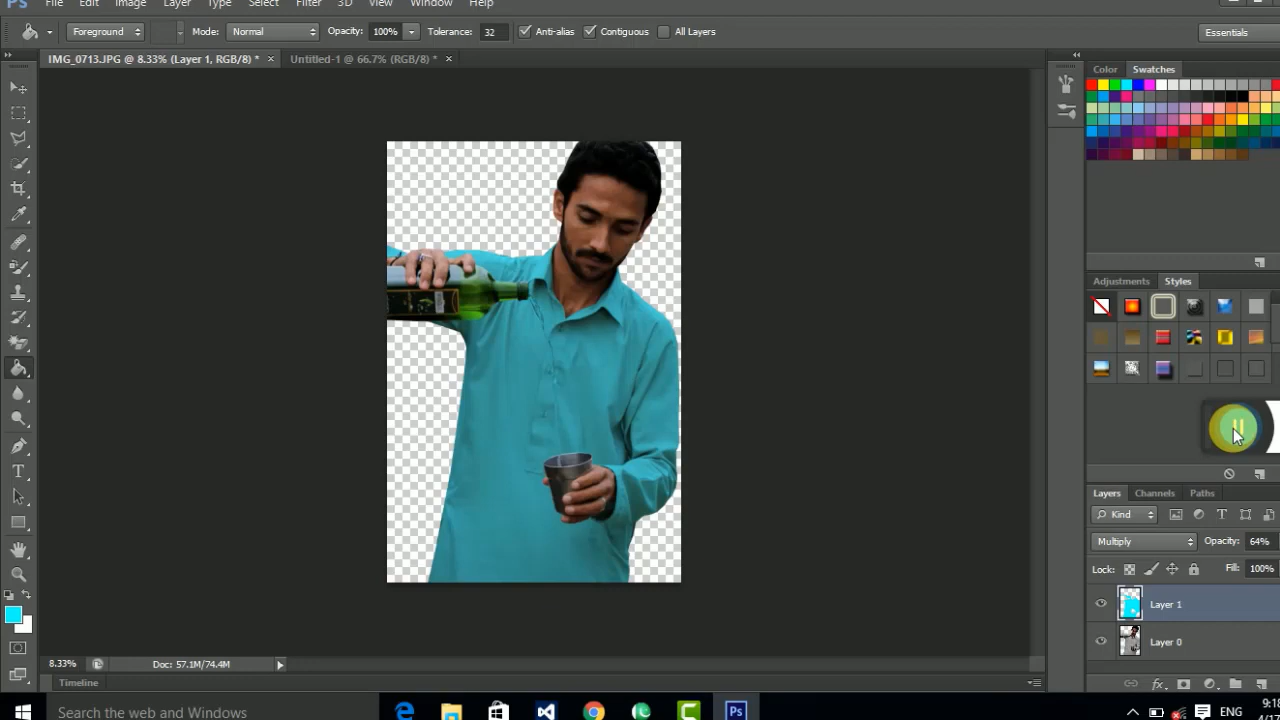 Ps File Edit Image Layer Type Select Filter 3D View Window Help
Foreground Mode: Normal Opacity: 100% Tolerance: 32 Anti-alias Contiguous All Layers Essentials
IMG_0713.JPG @ 8.33% (Layer 1, RGB/8) * × Untitled-1 @ 66.7% (RGB/8) * ×
Color Swatches
Adjustments Styles
Layers Channels Paths
Kind
Multiply Opacity: 64%
Lock: Fill: 100%
Layer 1
Layer 0
8.33% Doc: 57.1M/74.4M
Timeline
Search the web and Windows
Ps
ENG